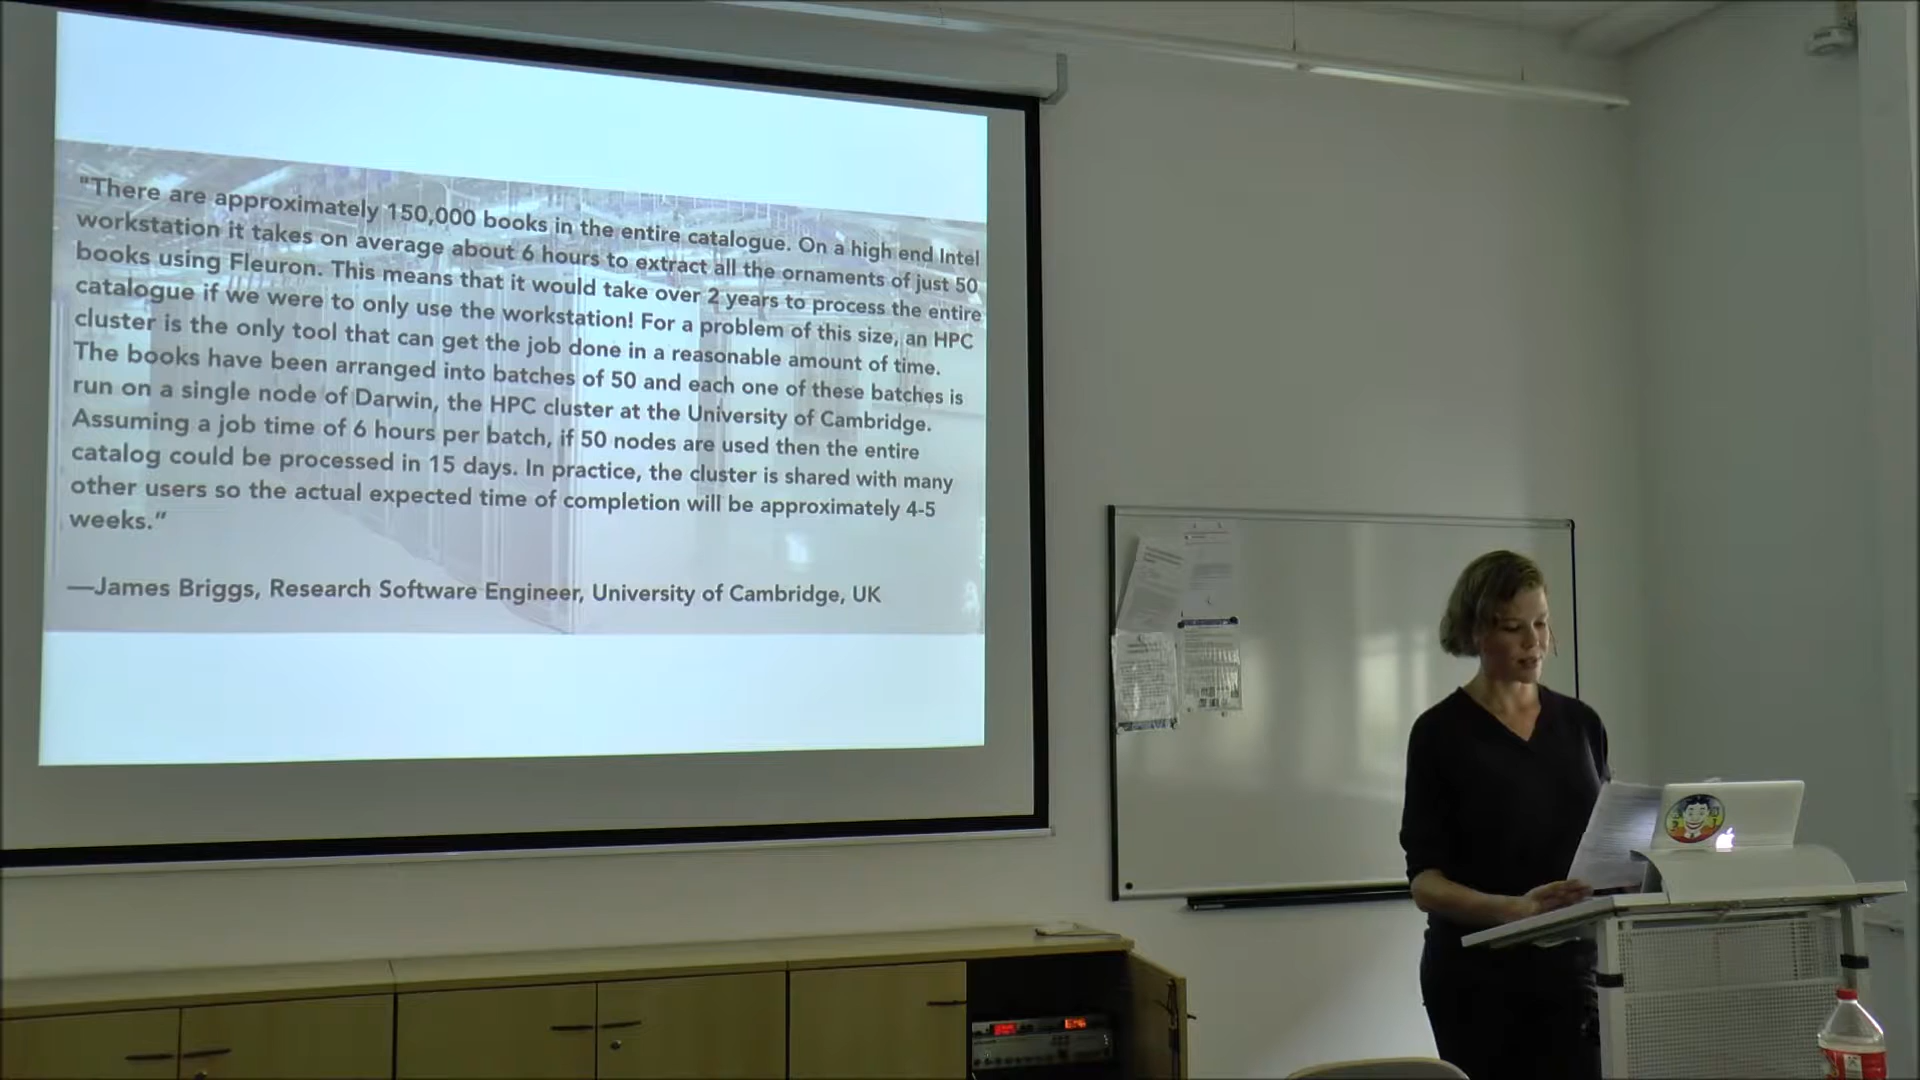 "There are approximately 150,000 books in the entire catalogue. On a high end Intel
workstation it takes on average about 6 hours to extract all the ornaments of just 50
books using Fleuron. This means that it would take over 2 years to process the entire
catalogue if we were to only use the workstation! For a problem of this size, an HPC
cluster is the only tool that can get the job done in a reasonable amount of time.
The books have been arranged into batches of 50 and each one of these batches is
run on a single node of Darwin, the HPC cluster at the University of Cambridge.
Assuming a job time of 6 hours per batch, if 50 nodes are used then the entire
catalog could be processed in 15 days. In practice, the cluster is shared with many
other users so the actual expected time of completion will be approximately 4-5
weeks."
—James Briggs, Research Software Engineer, University of Cambridge, UK